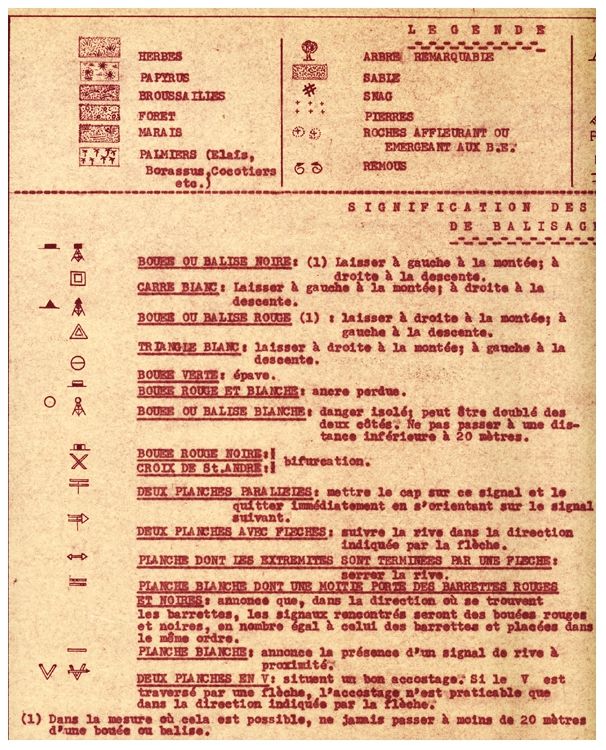 LEGENDE
HERBES
PAPYRUS
BROUSSAILLES
FORET
MARAIS
PALMIERS (Elaïs,
Borassus,Cocotiers
etc.)
ARBRE REMARQUABLE
SABLE
SNAG
PIERRES
ROCHES AFFLEURANT OU
EMERGEANT AUX B.E.
REMOUS
SIGNIFICATION DES
DE BALISAG
BOUEE OU BALISE NOIRE: (1) Laisser à gauche à la montée; à
droite à la descente.
CARRE BLANC: Laisser à gauche à la montée; à droite à la
descente.
BOUEE OU BALISE ROUGE (1) : laisser à droite à la montée; à
gauche à la descente.
TRIANGLE BLANC: laisser à droite à la montée; à gauche à la
descente.
BOUEE VERTE: épave.
BOUEE ROUGE ET BLANCHE: ancre perdue.
BOUEE OU BALISE BLANCHE: danger isolé; peut être doublé des
deux côtés. Ne pas passer à une dis-
tance inférieure à 20 mètres.
BOUEE ROUGE NOIRE:
CROIX DE St.ANDRE: bifurcation.
DEUX PLANCHES PARALLELES: mettre le cap sur ce signal et le
quitter immédiatement en s'orientant sur le signal
suivant.
DEUX PLANCHES AVEC FLECHES: suivre la rive dans la direction
indiquée par la flèche.
PLANCHE DONT LES EXTREMITES SONT TERMINEES PAR UNE FLECHE:
serrer la rive.
PLANCHE BLANCHE DONT UNE MOITIE PORTE DES BARRETTES ROUGES
ET NOIRES: annonce que, dans la direction où se trouvent
les barrettes, les signaux rencontrés seront des bouées rouges
et noires, en nombre égal à celui des barrettes et placées dans
le même ordre.
PLANCHE BLANCHE: annonce la présence d'un signal de rive à
proximité.
DEUX PLANCHES EN V: situent un bon accostage. Si le V est
traversé par une flèche, l'accostage n'est praticable que
dans la direction indiquée par la flèche.
(1) Dans la mesure où cela est possible, ne jamais passer à moins de 20 mètres
d'une bouée ou balise.